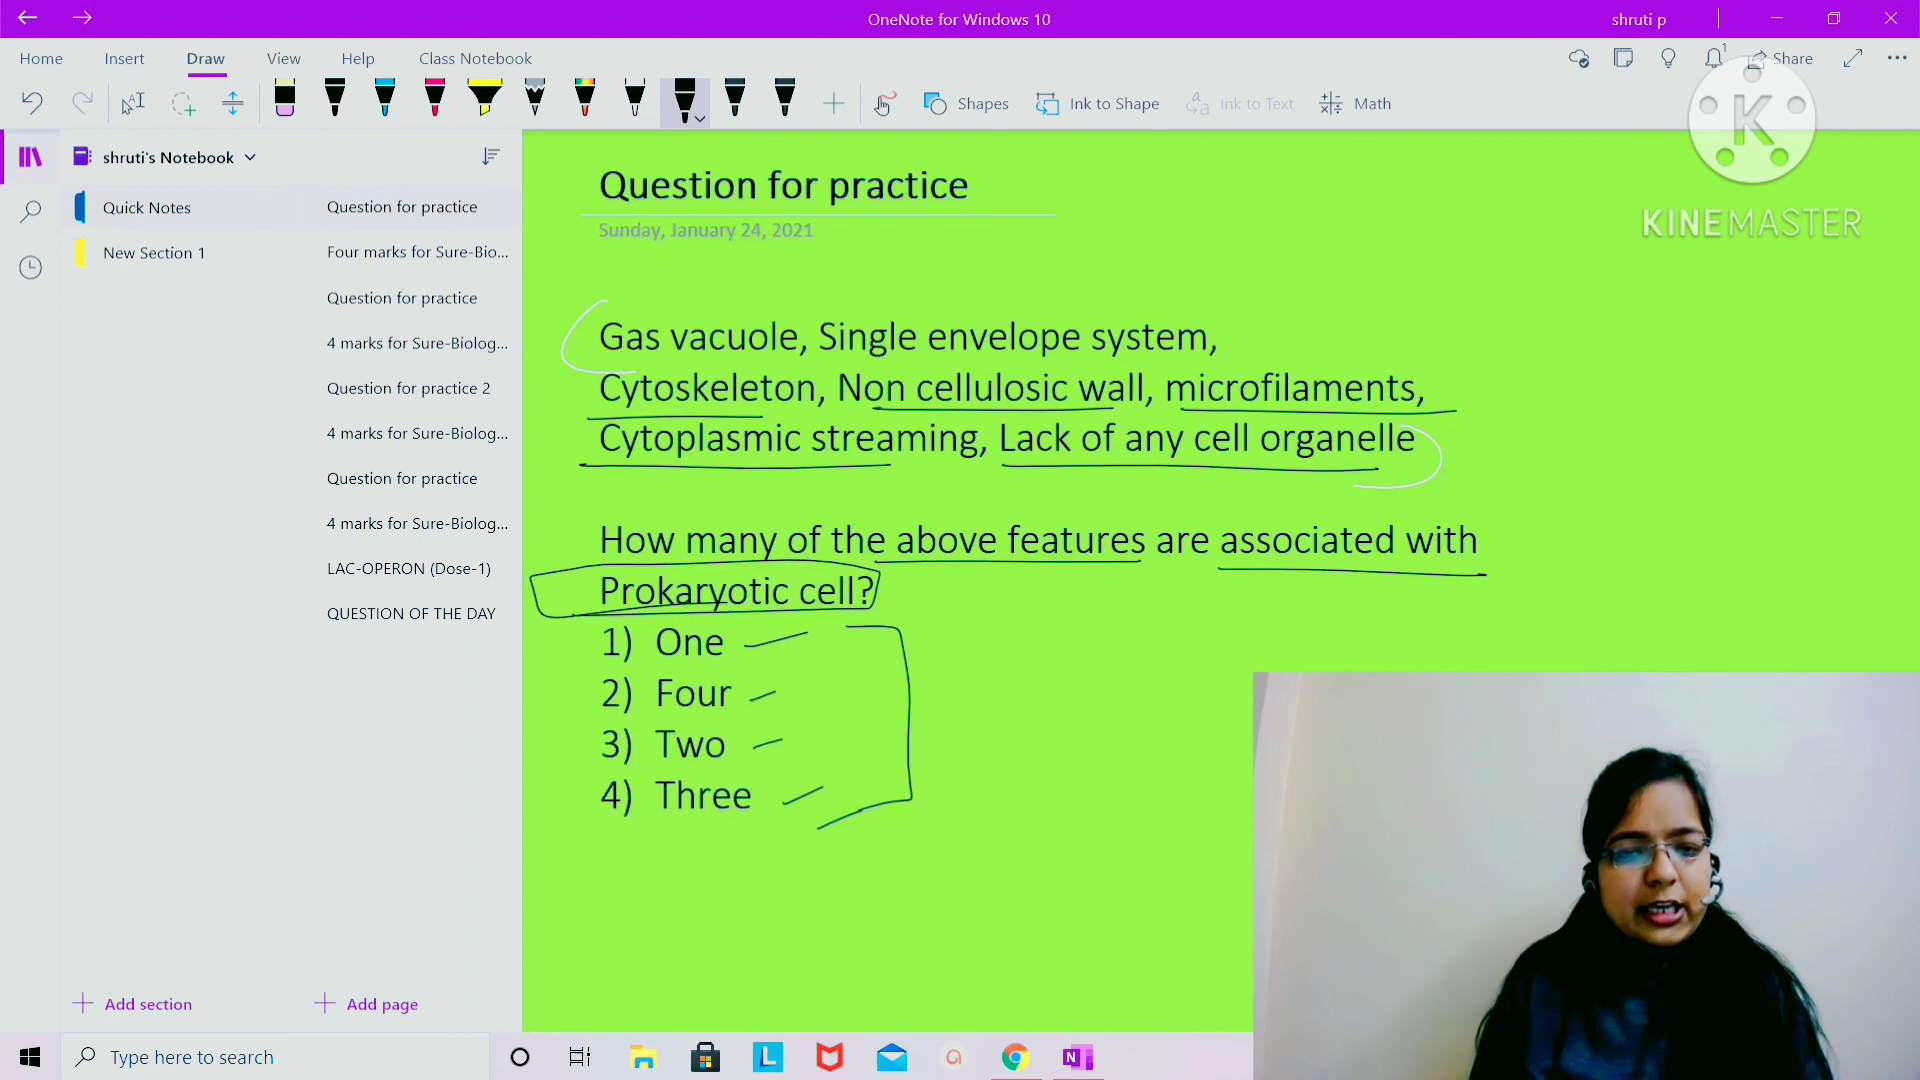 OneNote for Windows 10
shruti p
Home Insert Draw View Help Class Notebook
1
Share
Shapes Ink to Shape Ink to Text Math
K
KINEMASTER
shruti's Notebook
Quick Notes
New Section 1
Question for practice
Four marks for Sure-Bio...
Question for practice
4 marks for Sure-Biolog...
Question for practice 2
4 marks for Sure-Biolog...
Question for practice
4 marks for Sure-Biolog...
LAC-OPERON (Dose-1)
QUESTION OF THE DAY
Question for practice
Sunday, January 24, 2021
Gas vacuole, Single envelope system,
Cytoskeleton, Non cellulosic wall, microfilaments,
Cytoplasmic streaming, Lack of any cell organelle
How many of the above features are associated with
Prokaryotic cell?
1) One
2) Four
3) Two
4) Three
Add section
Add page
Type here to search
L
a
N